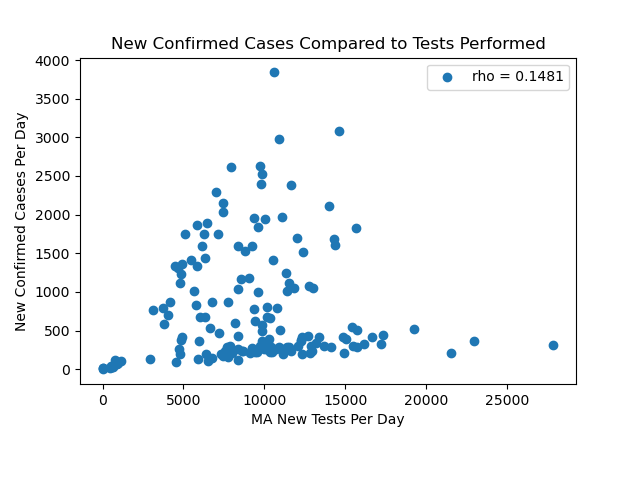 New Confirmed Cases Compared to Tests Performed
rho = 0.1481
4000
3500
3000
2500
2000
1500
1000
500
0
New Confirmed Caeses Per Day
0 5000 10000 15000 20000 25000
MA New Tests Per Day